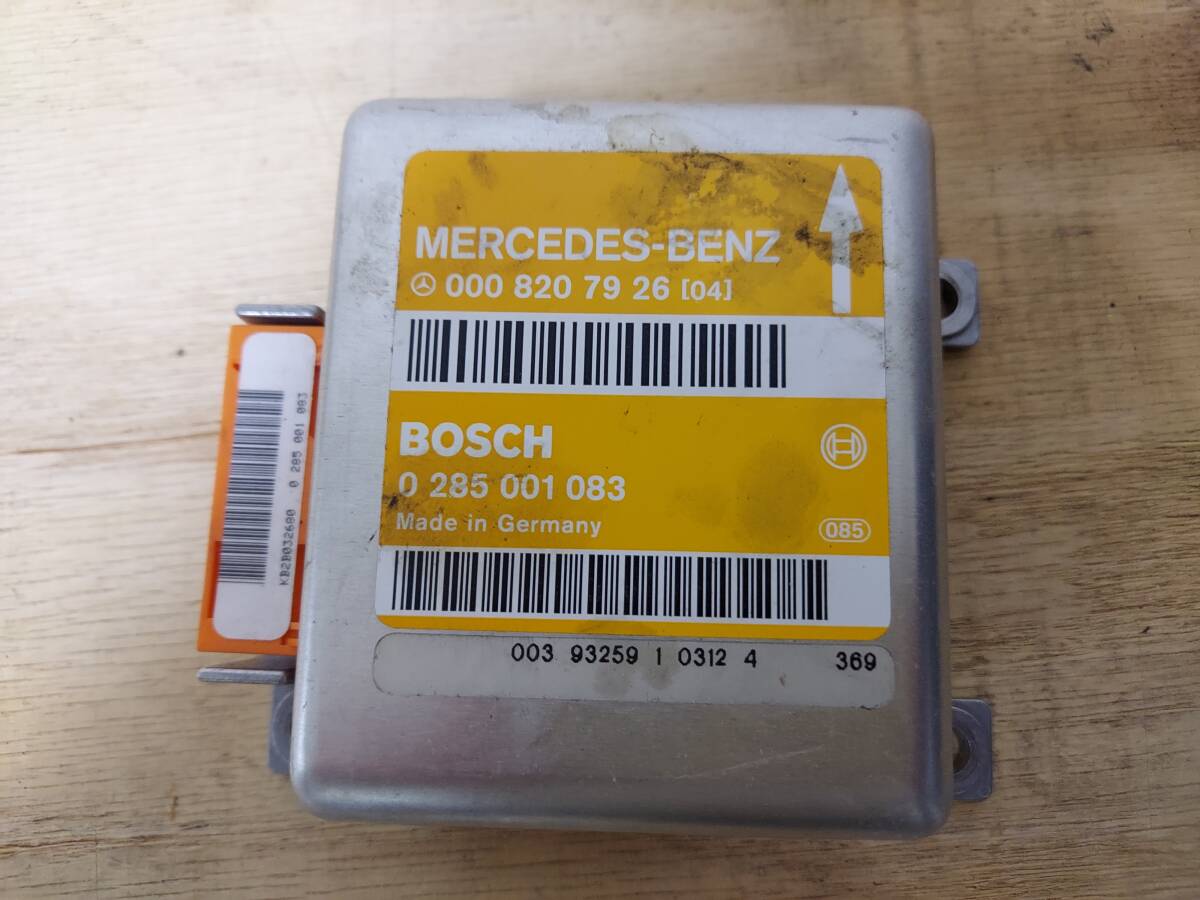 MERCEDES-BENZ
000 820 79 26 [04]
BOSCH
0 285 001 083
Made in Germany
085
003 93259 1 0312 4 369
0 285 001 083
KB2B032680